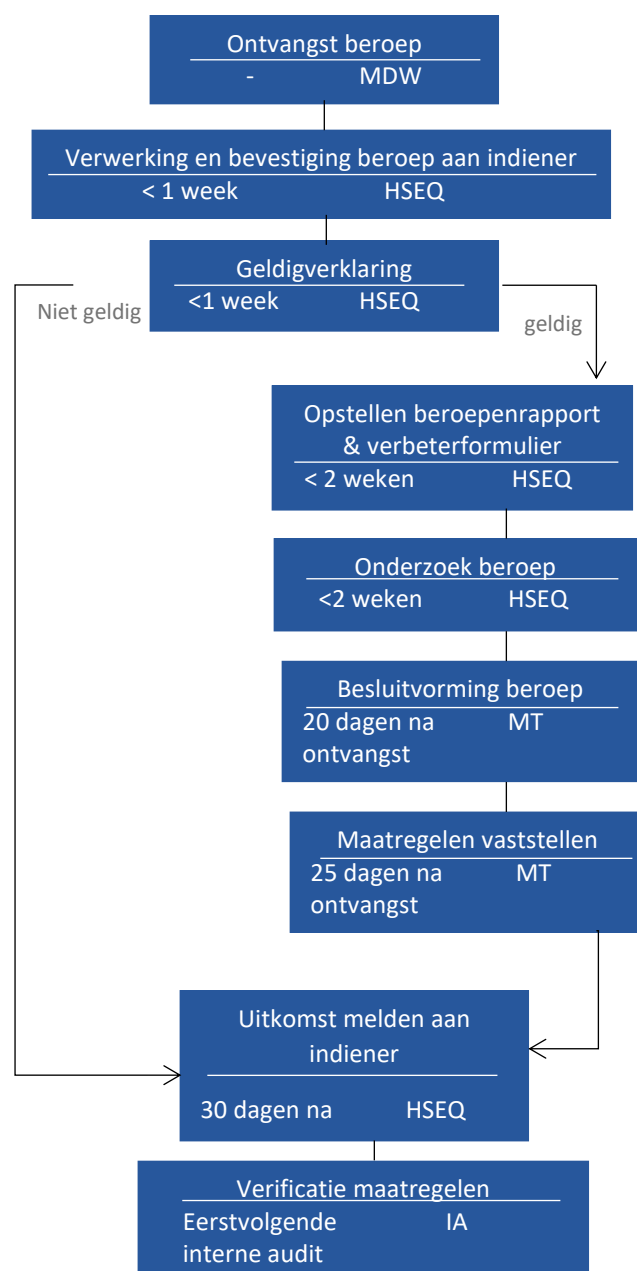 Ontvangst beroep
- MDW
Verwerking en bevestiging beroep aan indiener
< 1 week HSEQ
Geldigverklaring
<1 week HSEQ
Niet geldig
geldig
Opstellen beroepenrapport
& verbeterformulier
< 2 weken HSEQ
Onderzoek beroep
<2 weken HSEQ
Besluitvorming beroep
20 dagen na MT
ontvangst
Maatregelen vaststellen
25 dagen na MT
ontvangst
Uitkomst melden aan
indiener
30 dagen na HSEQ
Verificatie maatregelen
Eerstvolgende IA
interne audit